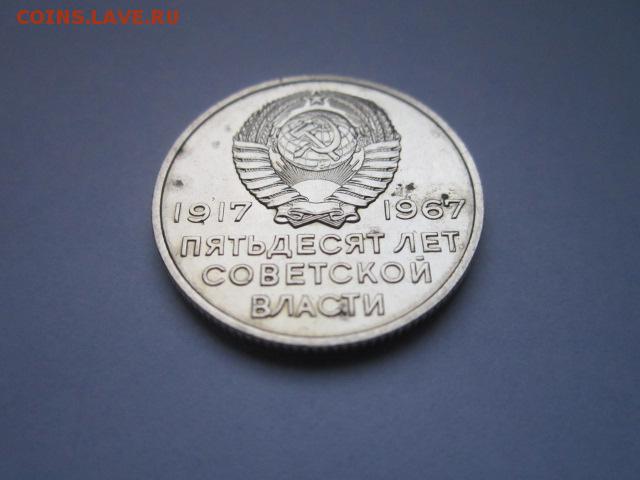 COINS.LAVE.RU
1917 1967
ПЯТЬДЕСЯТ ЛЕТ
СОВЕТСКОЙ
ВЛАСТИ